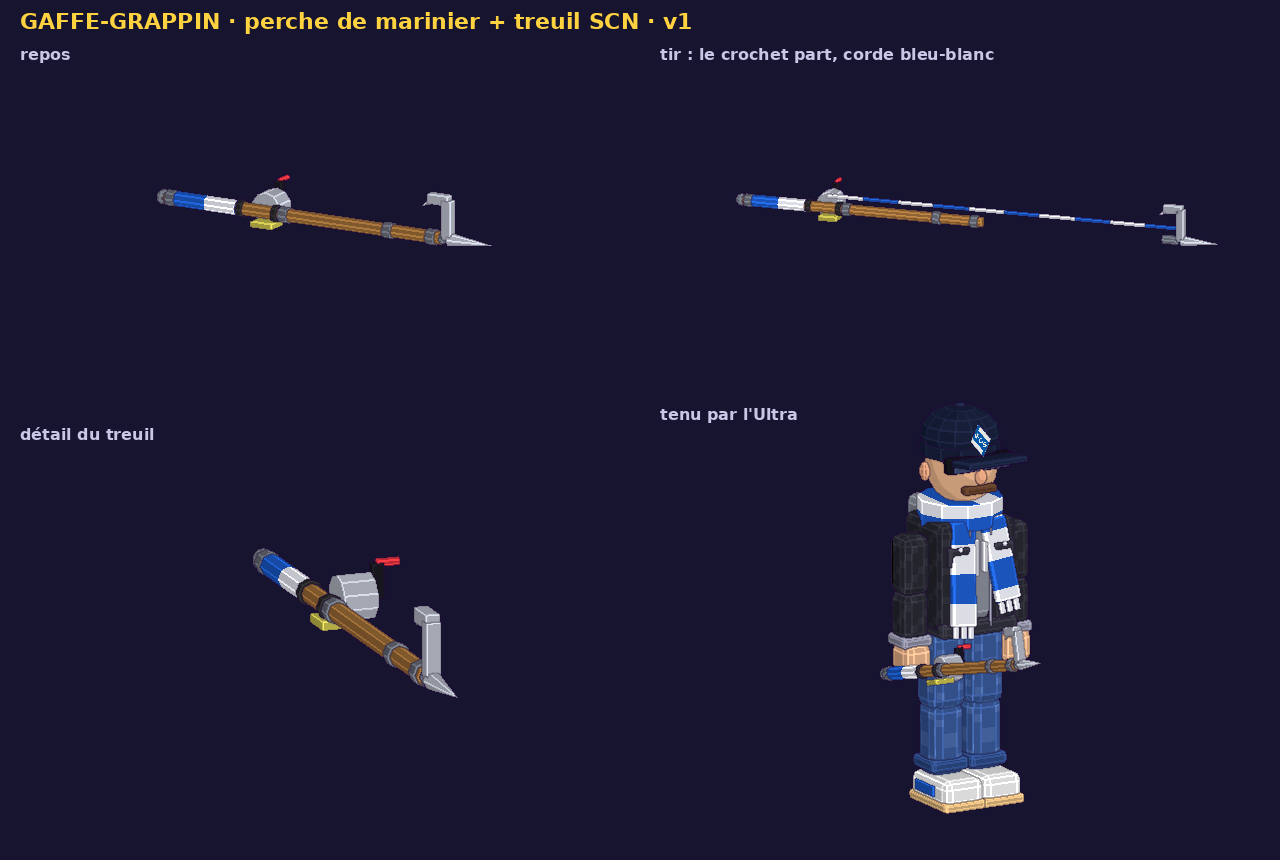 GAFFE-GRAPPIN · perche de marinier + treuil SCN · v1
repos
tir : le crochet part, corde bleu-blanc
détail du treuil
tenu par l'Ultra